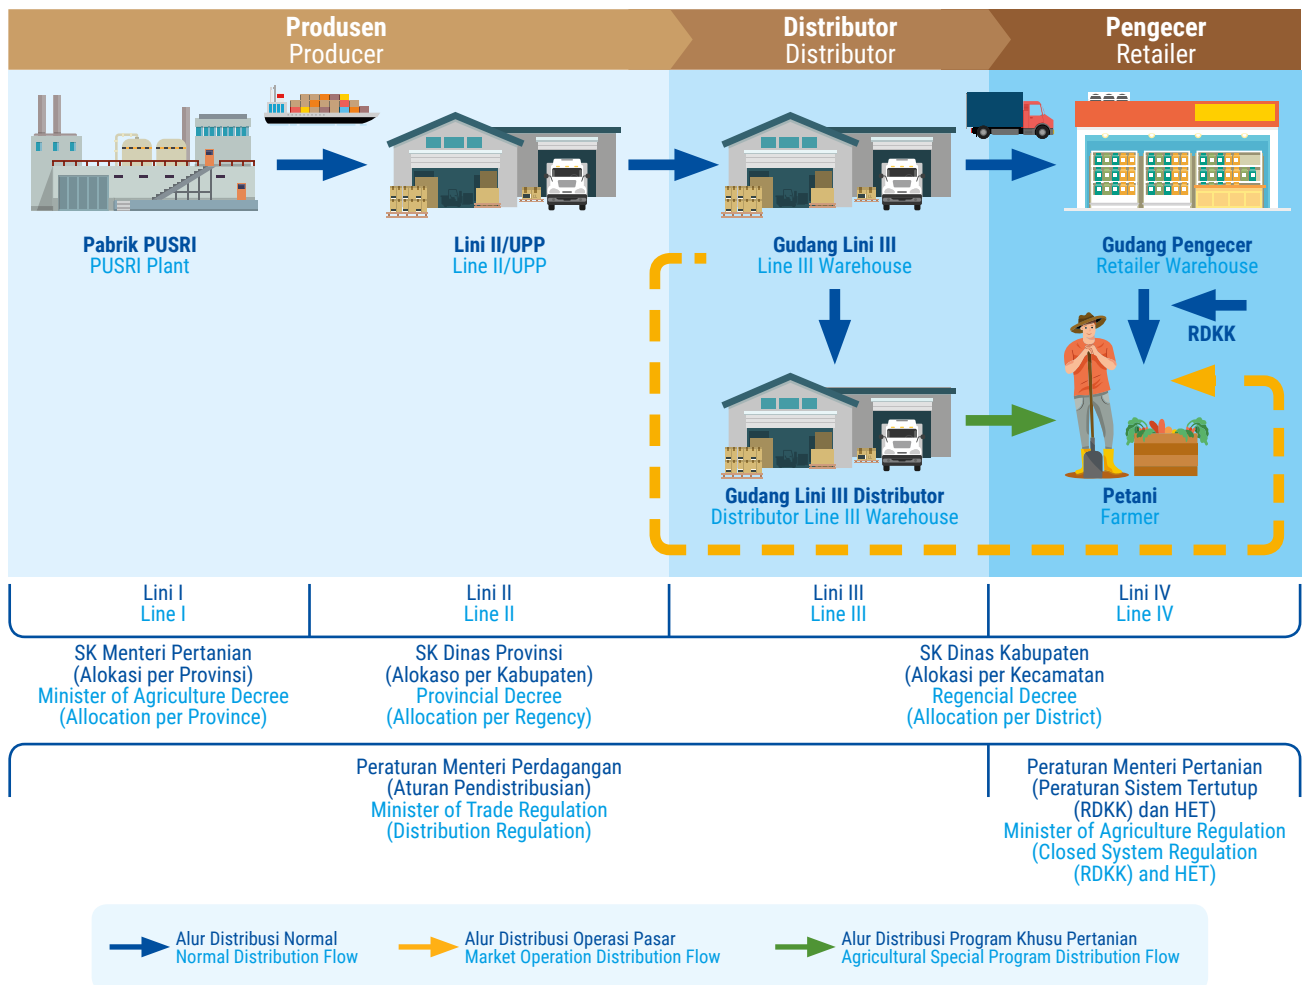 Produsen
Producer
Distributor
Distributor
Pengecer
Retailer
Pabrik PUSRI
PUSRI Plant
Lini II/UPP
Line II/UPP
Gudang Lini III
Line III Warehouse
Gudang Pengecer
Retailer Warehouse
RDKK
Gudang Lini III Distributor
Distributor Line III Warehouse
Petani
Farmer
Lini I
Line I
Lini II
Line II
Lini III
Line III
Lini IV
Line IV
SK Menteri Pertanian
(Alokasi per Provinsi)
Minister of Agriculture Decree
(Allocation per Province)
SK Dinas Provinsi
(Alokaso per Kabupaten)
Provincial Decree
(Allocation per Regency)
SK Dinas Kabupaten
(Alokasi per Kecamatan
Regencial Decree
(Allocation per District)
Peraturan Menteri Perdagangan
(Aturan Pendistribusian)
Minister of Trade Regulation
(Distribution Regulation)
Peraturan Menteri Pertanian
(Peraturan Sistem Tertutup
(RDKK) dan HET)
Minister of Agriculture Regulation
(Closed System Regulation
(RDKK) and HET)
Alur Distribusi Normal
Normal Distribution Flow
Alur Distribusi Operasi Pasar
Market Operation Distribution Flow
Alur Distribusi Program Khusu Pertanian
Agricultural Special Program Distribution Flow